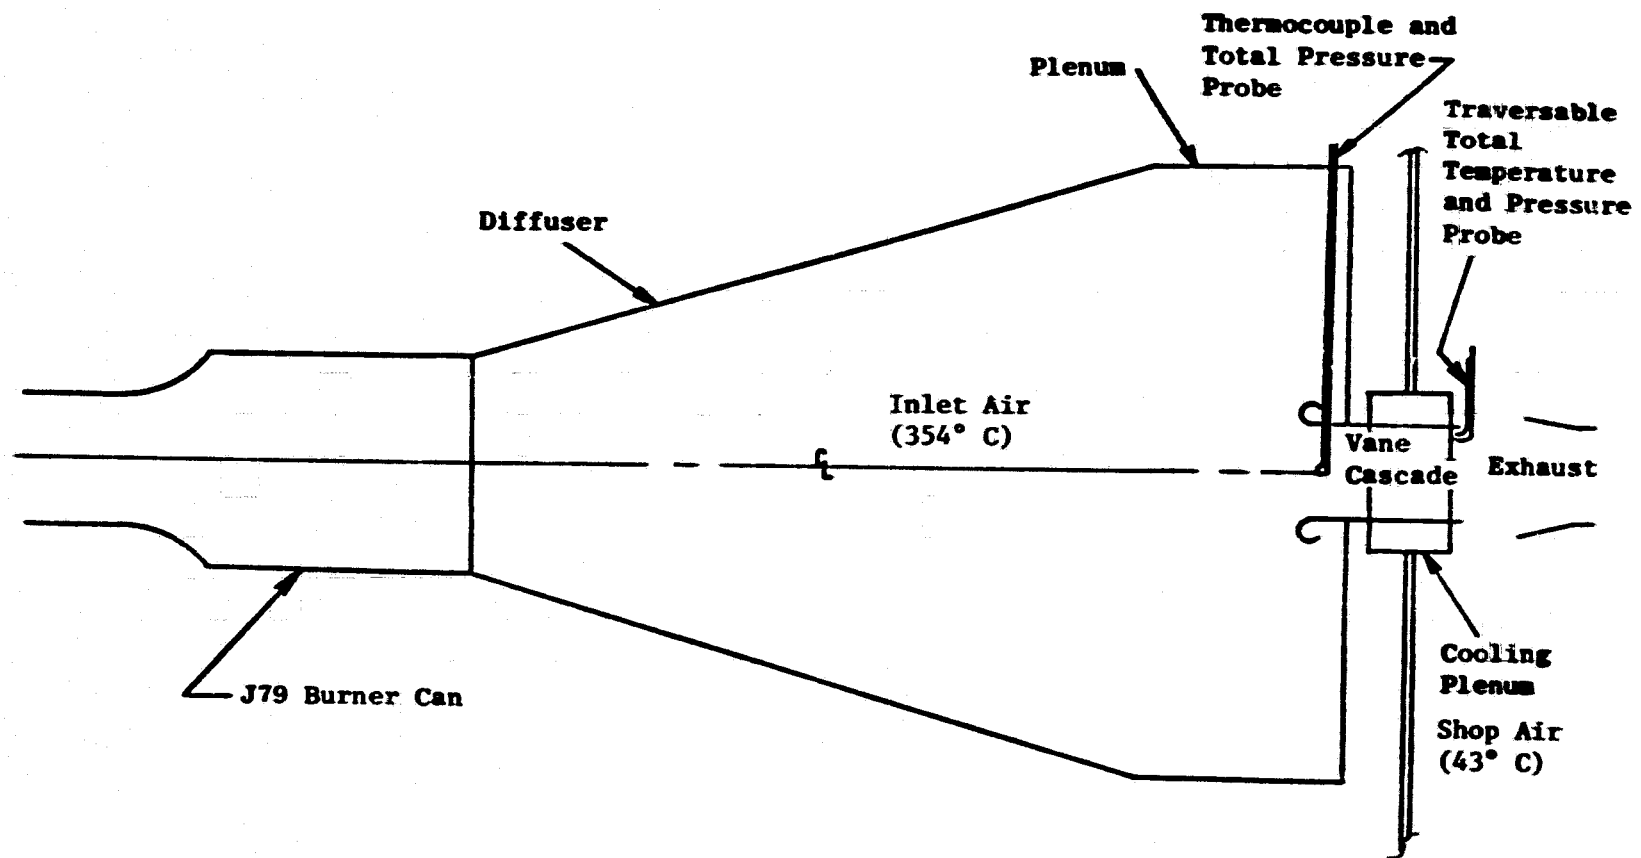 Thermocouple and
Total Pressure
Probe
Plenum
Traversable
Total
Temperature
and Pressure
Probe
Diffuser
Inlet Air
(354° C)
Vane
Cascade
Exhaust
J79 Burner Can
Cooling
Plenum
Shop Air
(43° C)